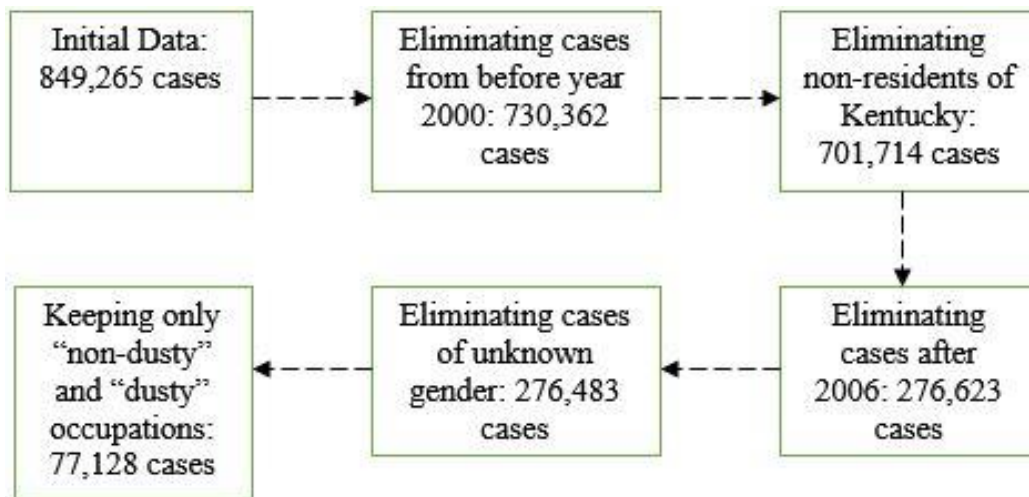 Initial Data:
849,265 cases
Eliminating cases
from before year
2000: 730,362
cases
Eliminating
non-residents of
Kentucky:
701,714 cases
Eliminating
cases after
2006: 276,623
cases
Eliminating cases
of unknown
gender: 276,483
cases
Keeping only
“non-dusty”
and “dusty”
occupations:
77,128 cases